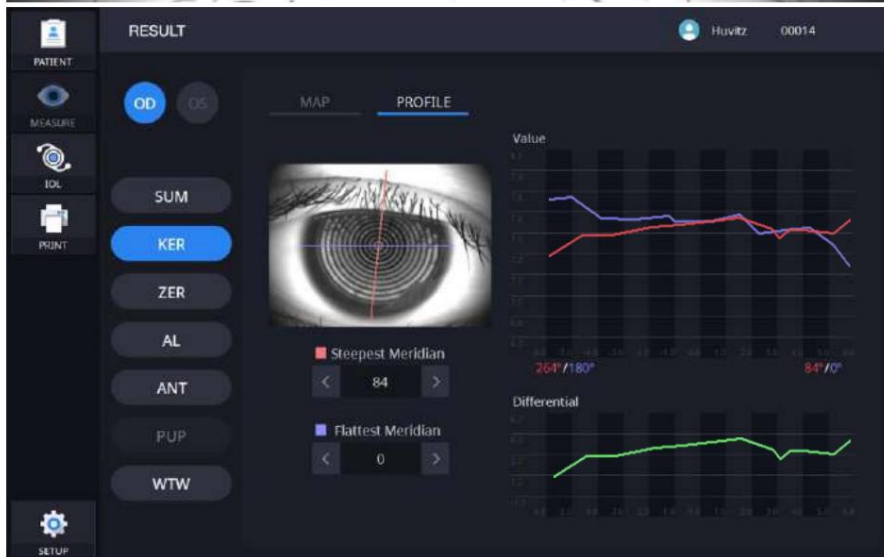 RESULT
Huvitz 00014
PATIENT
MEASURE
IOL
PRINT
SETUP
OD OS
SUM
KER
ZER
AL
ANT
PUP
WTW
MAP PROFILE
Steepest Meridian
< 84 >
Flattest Meridian
< 0 >
Value
264°/180° 84°/0°
Differential